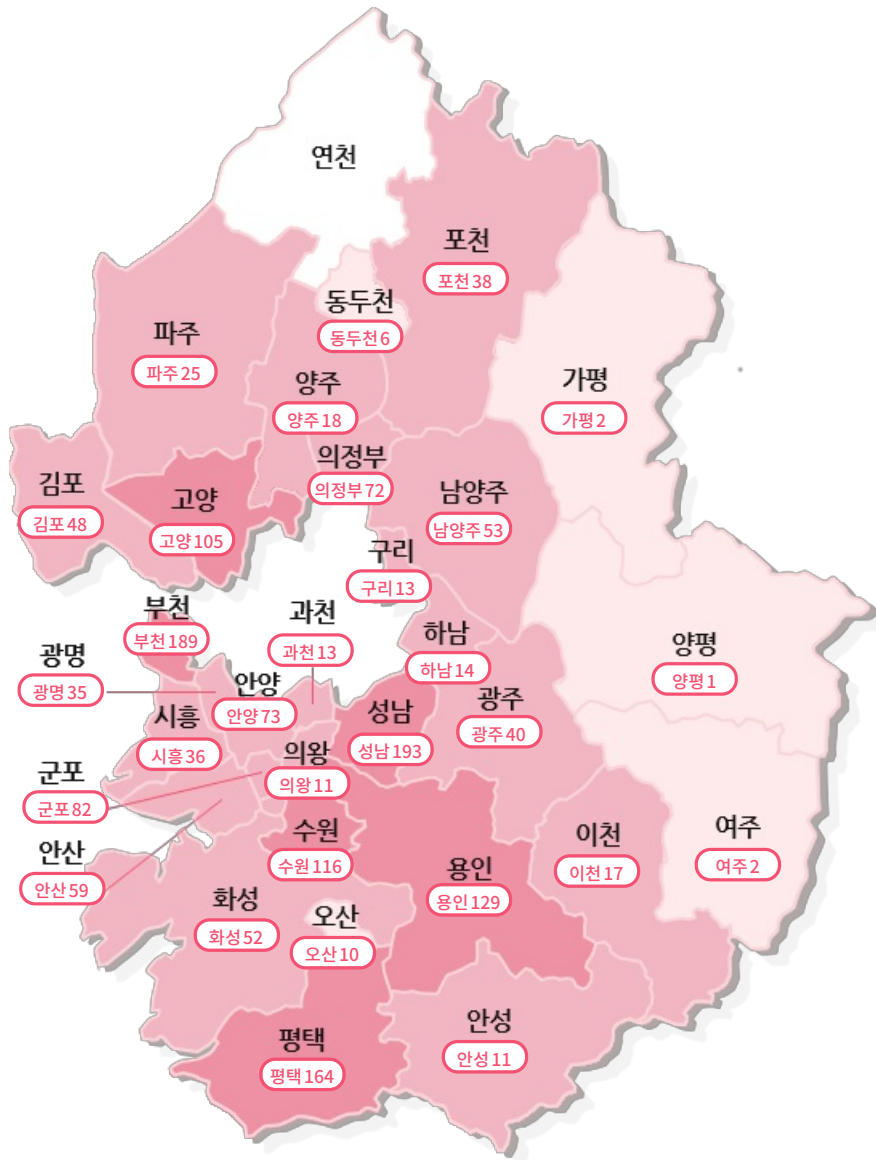 연천
포천
포천 38
동두천
동두천 6
파주
파주 25
양주
양주 18
가평
가평 2
의정부
의정부 72
김포
김포 48
고양
고양 105
남양주
남양주 53
구리
구리 13
부천
부천 189
과천
과천 13
하남
하남 14
양평
양평 1
광명
광명 35
안양
안양 73
시흥
시흥 36
성남
성남 193
광주
광주 40
의왕
의왕 11
군포
군포 82
수원
수원 116
이천
이천 17
여주
여주 2
안산
안산 59
용인
용인 129
화성
화성 52
오산
오산 10
안성
안성 11
평택
평택 164